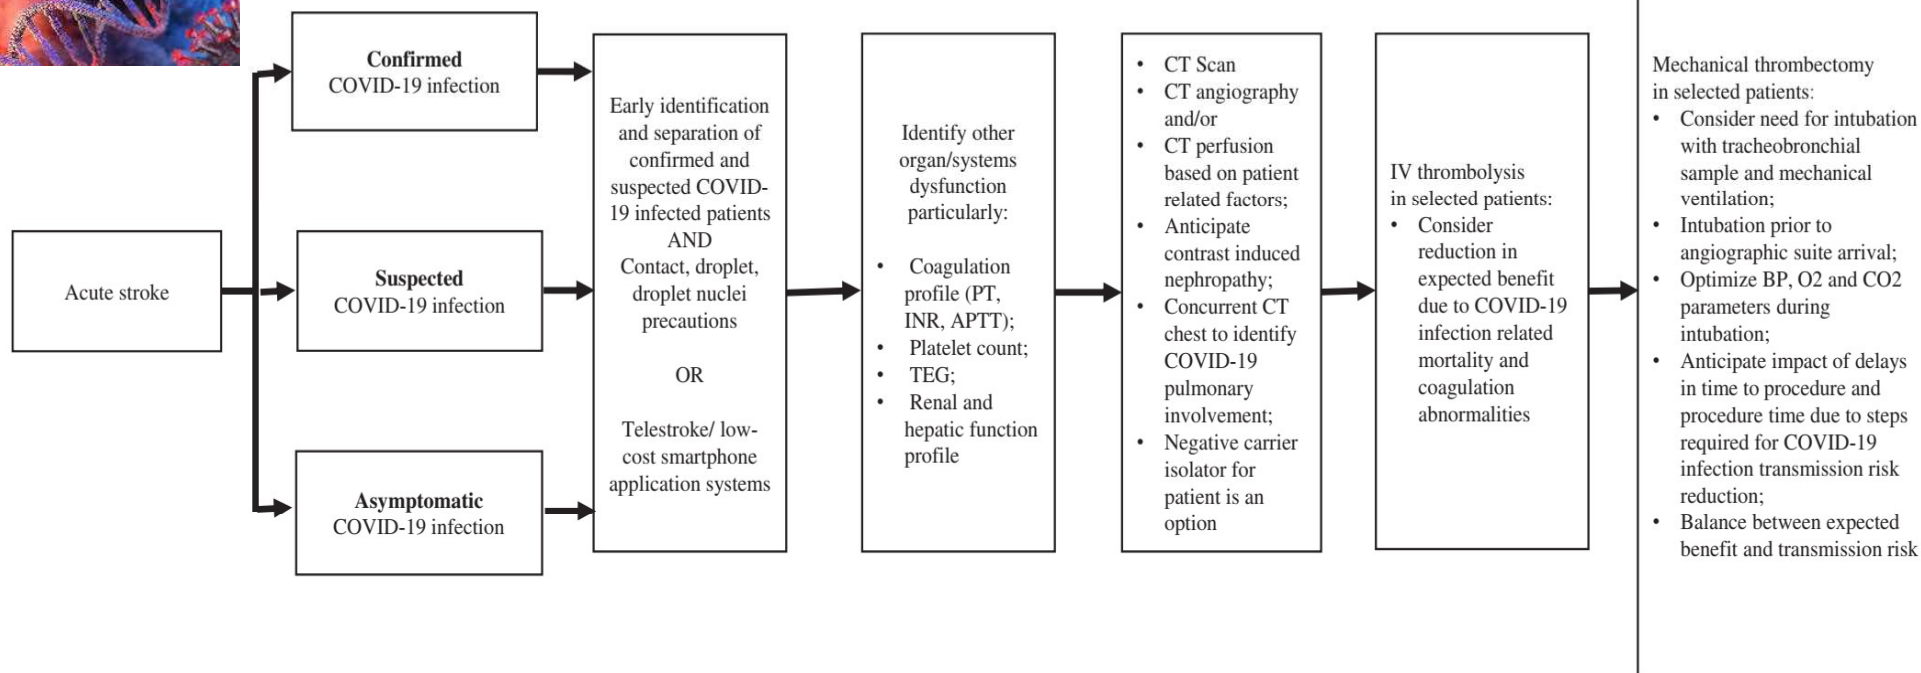 Acute stroke
Confirmed
COVID-19 infection
Suspected
COVID-19 infection
Asymptomatic
COVID-19 infection
Early identification
and separation of
confirmed and
suspected COVID-
19 infected patients
AND
Contact, droplet,
droplet nuclei
precautions
OR
Telestroke/ low-
cost smartphone
application systems
Identify other
organ/systems
dysfunction
particularly:
• Coagulation
profile (PT,
INR, APTT);
• Platelet count;
• TEG;
• Renal and
hepatic function
profile
• CT Scan
• CT angiography
and/or
• CT perfusion
based on patient
related factors;
• Anticipate
contrast induced
nephropathy;
• Concurrent CT
chest to identify
COVID-19
pulmonary
involvement;
• Negative carrier
isolator for
patient is an
option
IV thrombolysis
in selected patients:
• Consider
reduction in
expected benefit
due to COVID-19
infection related
mortality and
coagulation
abnormalities
Mechanical thrombectomy
in selected patients:
• Consider need for intubation
with tracheobronchial
sample and mechanical
ventilation;
• Intubation prior to
angiographic suite arrival;
• Optimize BP, O2 and CO2
parameters during
intubation;
• Anticipate impact of delays
in time to procedure and
procedure time due to steps
required for COVID-19
infection transmission risk
reduction;
• Balance between expected
benefit and transmission risk